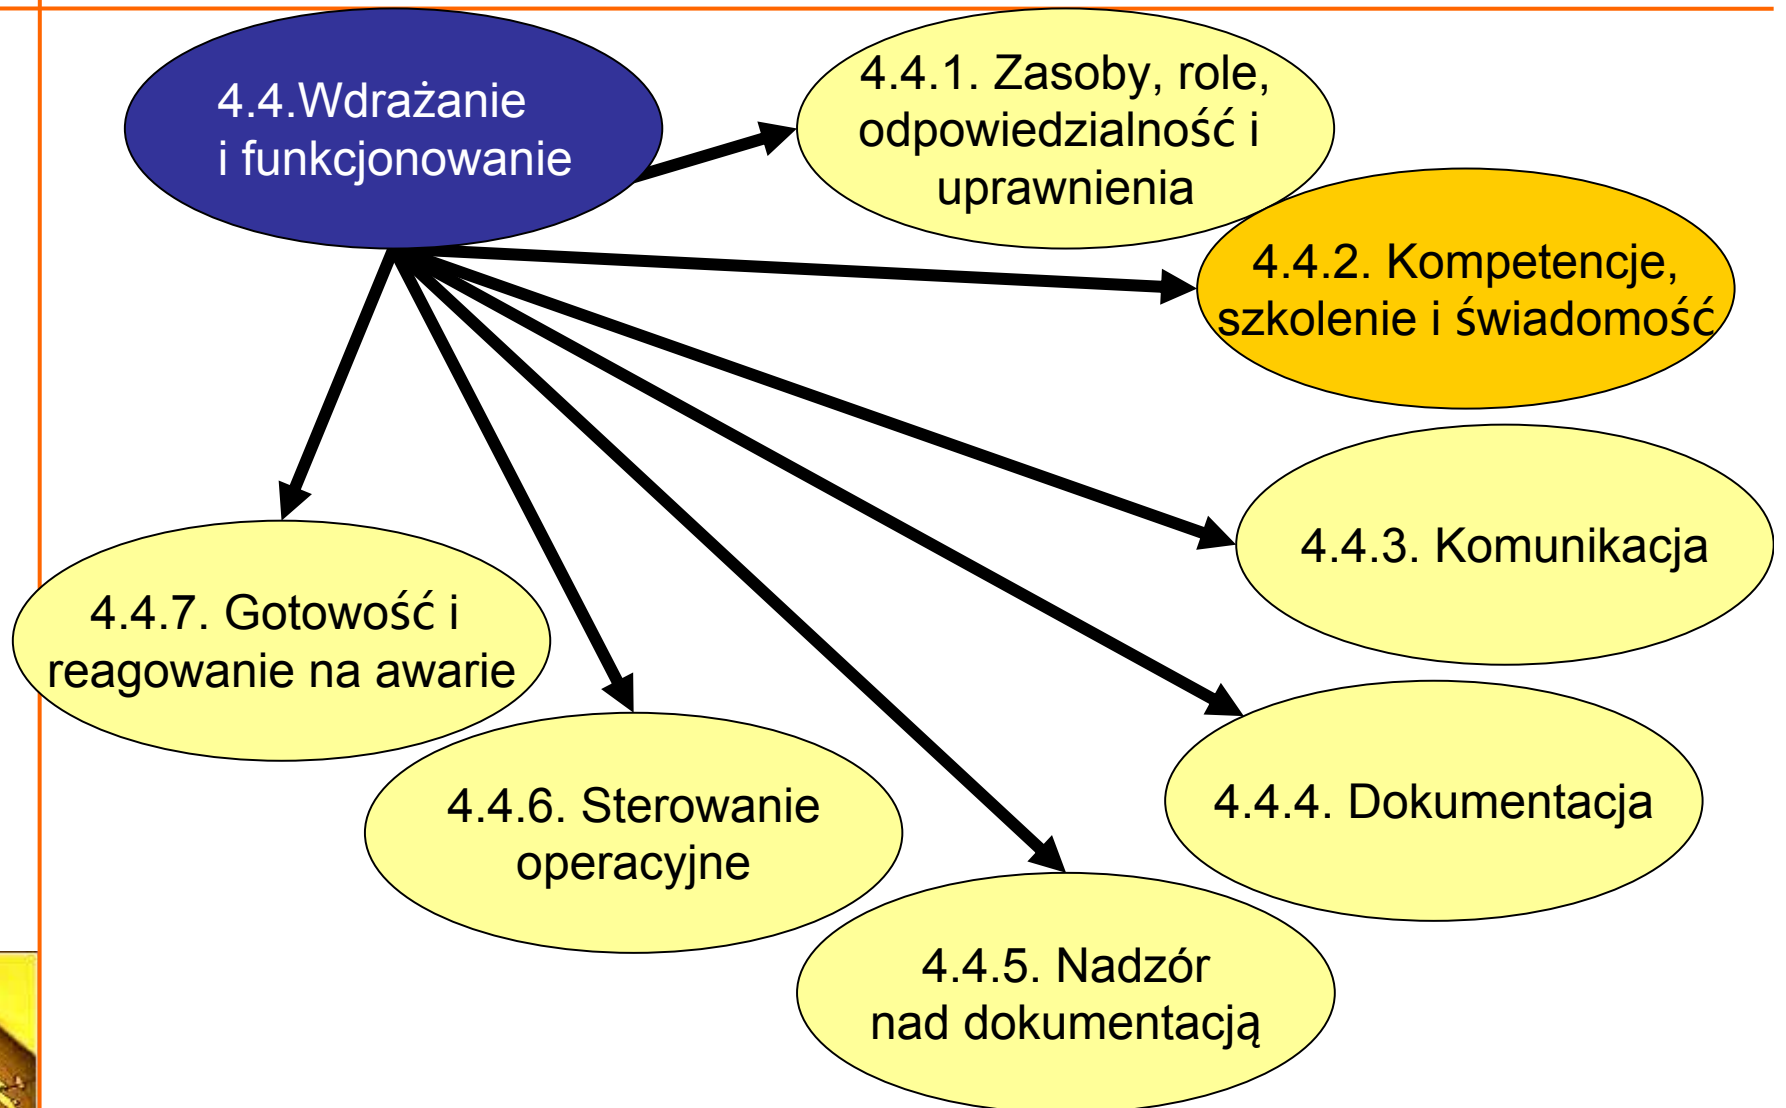 4.4.Wdrażanie
i funkcjonowanie
4.4.1. Zasoby, role,
odpowiedzialność i
uprawnienia
4.4.2. Kompetencje,
szkolenie i świadomość
4.4.3. Komunikacja
4.4.4. Dokumentacja
4.4.5. Nadzór
nad dokumentacją
4.4.6. Sterowanie
operacyjne
4.4.7. Gotowość i
reagowanie na awarie